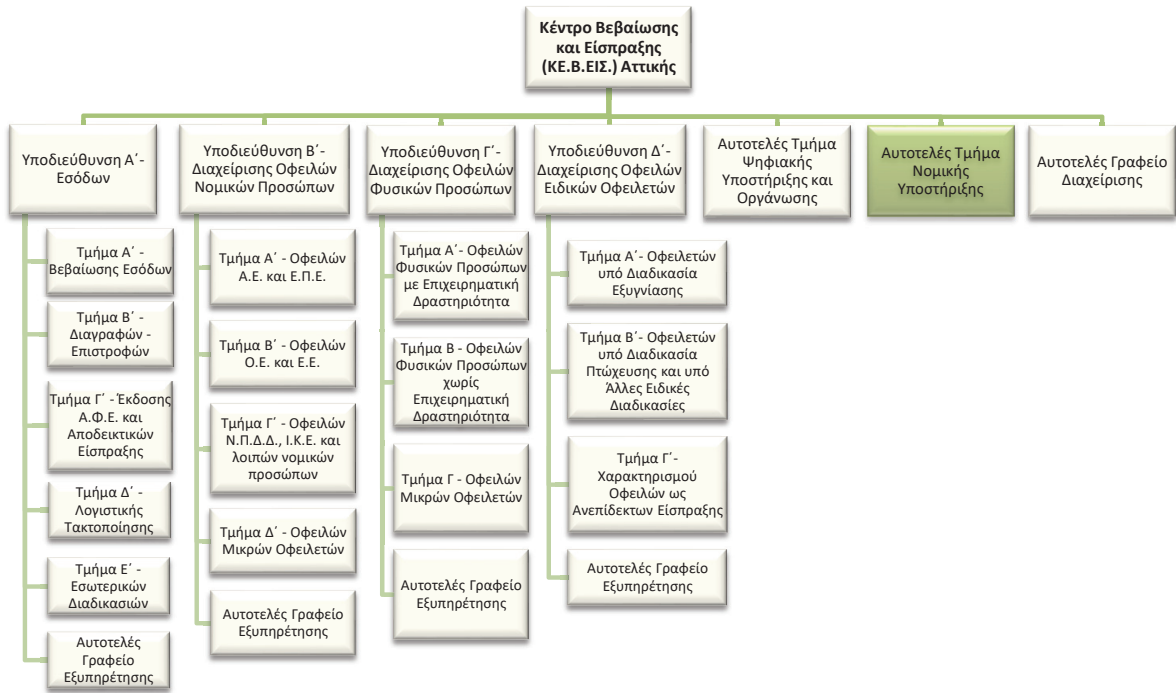 Κέντρο Βεβαίωσης
και Είσπραξης
(ΚΕ.Β.ΕΙΣ.) Αττικής
Υποδιεύθυνση Α΄-
Εσόδων
Υποδιεύθυνση Β΄-
Διαχείρισης Οφειλών
Νομικών Προσώπων
Υποδιεύθυνση Γ΄-
Διαχείρισης Οφειλών
Φυσικών Προσώπων
Υποδιεύθυνση Δ΄-
Διαχείρισης Οφειλών
Ειδικών Οφειλετών
Αυτοτελές Τμήμα
Ψηφιακής
Υποστήριξης και
Οργάνωσης
Αυτοτελές Τμήμα
Νομικής
Υποστήριξης
Αυτοτελές Γραφείο
Διαχείρισης
Τμήμα Α΄ -
Βεβαίωσης Εσόδων
Τμήμα Β΄ -
Διαγραφών -
Επιστροφών
Τμήμα Γ΄ - Έκδοσης
Α.Φ.Ε. και
Αποδεικτικών
Είσπραξης
Τμήμα Δ΄ -
Λογιστικής
Τακτοποίησης
Τμήμα Ε΄ -
Εσωτερικών
Διαδικασιών
Αυτοτελές
Γραφείο
Εξυπηρέτησης
Τμήμα Α΄ - Οφειλών
Α.Ε. και Ε.Π.Ε.
Τμήμα Β΄ - Οφειλών
Ο.Ε. και Ε.Ε.
Τμήμα Γ΄ - Οφειλών
Ν.Π.Δ.Δ., Ι.Κ.Ε. και
λοιπών νομικών
προσώπων
Τμήμα Δ΄ - Οφειλών
Μικρών Οφειλετών
Αυτοτελές Γραφείο
Εξυπηρέτησης
Τμήμα Α΄- Οφειλών
Φυσικών Προσώπων
με Επιχειρηματική
Δραστηριότητα
Τμήμα Β - Οφειλών
Φυσικών Προσώπων
χωρίς
Επιχειρηματική
Δραστηριότητα
Τμήμα Γ - Οφειλών
Μικρών Οφειλετών
Αυτοτελές Γραφείο
Εξυπηρέτησης
Τμήμα Α΄- Οφειλετών
υπό Διαδικασία
Εξυγνίασης
Τμήμα Β΄- Οφειλετών
υπό Διαδικασία
Πτώχευσης και υπό
Άλλες Ειδικές
Διαδικασίες
Τμήμα Γ΄-
Χαρακτηρισμού
Οφειλών ως
Ανεπίδεκτων Είσπραξης
Αυτοτελές Γραφείο
Εξυπηρέτησης